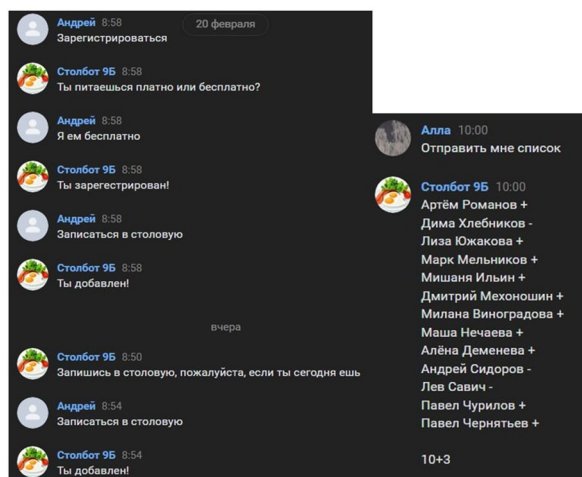 20 февраля
Андрей 8:58
Зарегистрироваться
Столбот 9Б 8:58
Ты питаешься платно или бесплатно?
Андрей 8:58
Я ем бесплатно
Столбот 9Б 8:58
Ты зарегестрирован!
Андрей 8:58
Записаться в столовую
Столбот 9Б 8:58
Ты добавлен!
вчера
Столбот 9Б 8:50
Запишись в столовую, пожалуйста, если ты сегодня ешь
Андрей 8:54
Записаться в столовую
Столбот 9Б 8:54
Ты добавлен!
Алла 10:00
Отправить мне список
Столбот 9Б 10:00
Артём Романов +
Дима Хлебников -
Лиза Южакова +
Марк Мельников +
Мишаня Ильин +
Дмитрий Мехоношин +
Милана Виноградова +
Маша Нечаева +
Алёна Деменева +
Андрей Сидоров -
Лев Савич -
Павел Чурилов +
Павел Чернятьев +
10+3